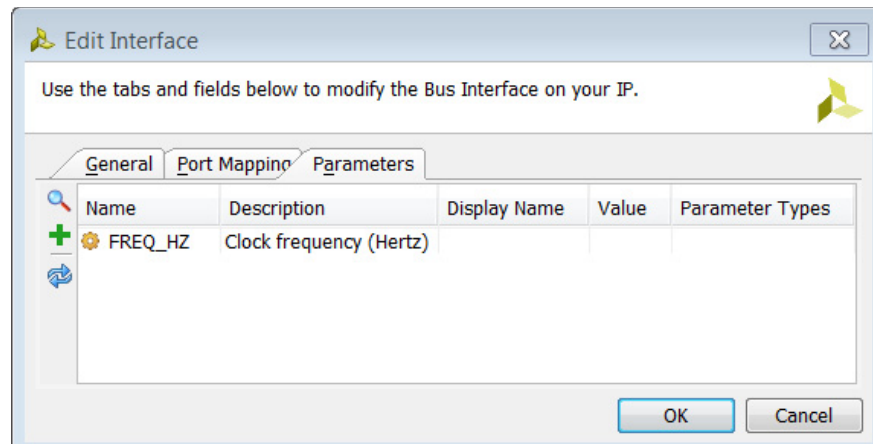 Edit Interface
Use the tabs and fields below to modify the Bus Interface on your IP.
General Port Mapping Parameters
Name Description Display Name Value Parameter Types
FREQ_HZ Clock frequency (Hertz)
OK Cancel